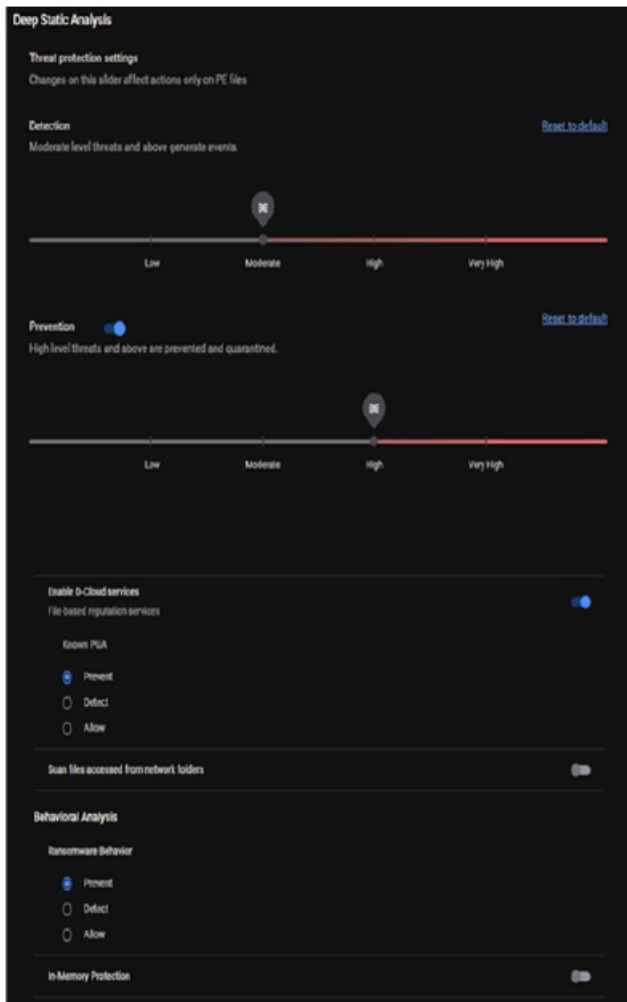 Deep Static Analysis
Threat protection settings
Changes on this slider affect actions only on PE files
Detection
Reset to default
Moderate level threats and above generate events.
Low
Moderate
High
Very High
Prevention
Reset to default
High level threats and above are prevented and quarantined.
Low
Moderate
High
Very High
Enable D-Cloud services
File based reputation services
Known PUA
Prevent
Detect
Allow
Scan files accessed from network folders
Behavioral Analysis
Ransomware Behavior
Prevent
Detect
Allow
In-Memory Protection